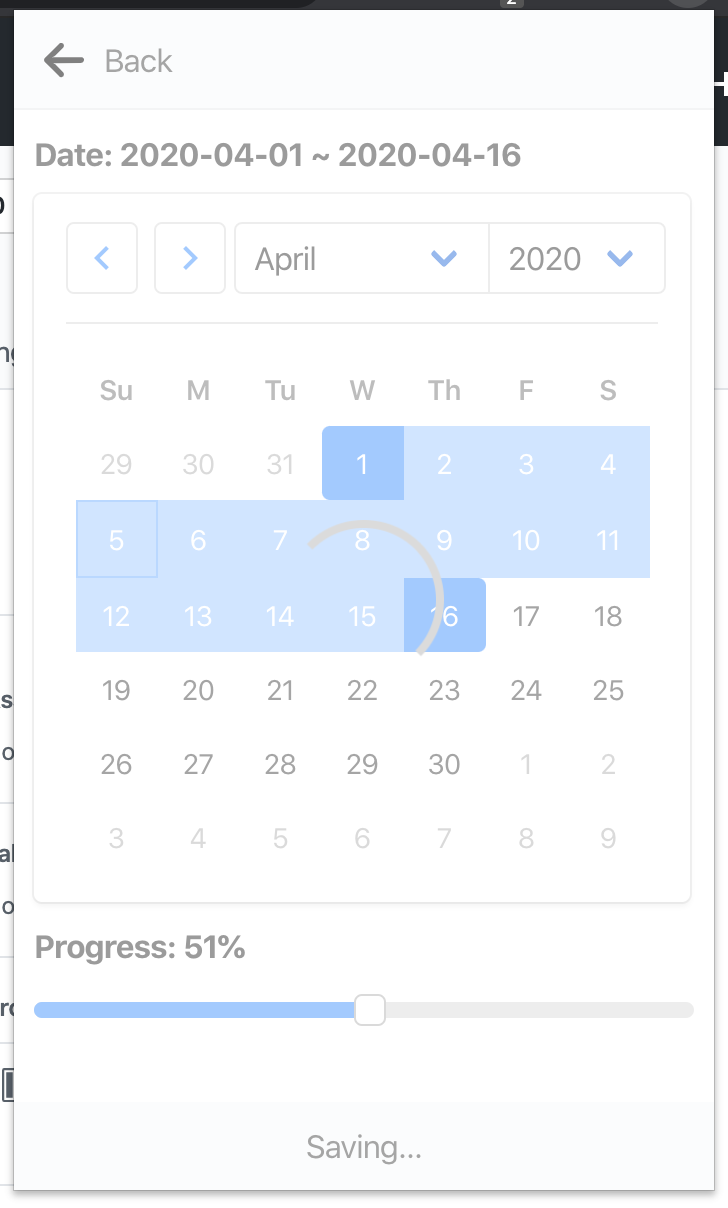 Back
Date: 2020-04-01 ~ 2020-04-16
April 2020
Su M Tu W Th F S
29 30 31 1 2 3 4
5 6 7 8 9 10 11
12 13 14 15 16 17 18
19 20 21 22 23 24 25
26 27 28 29 30 1 2
3 4 5 6 7 8 9
Progress: 51%
Saving...